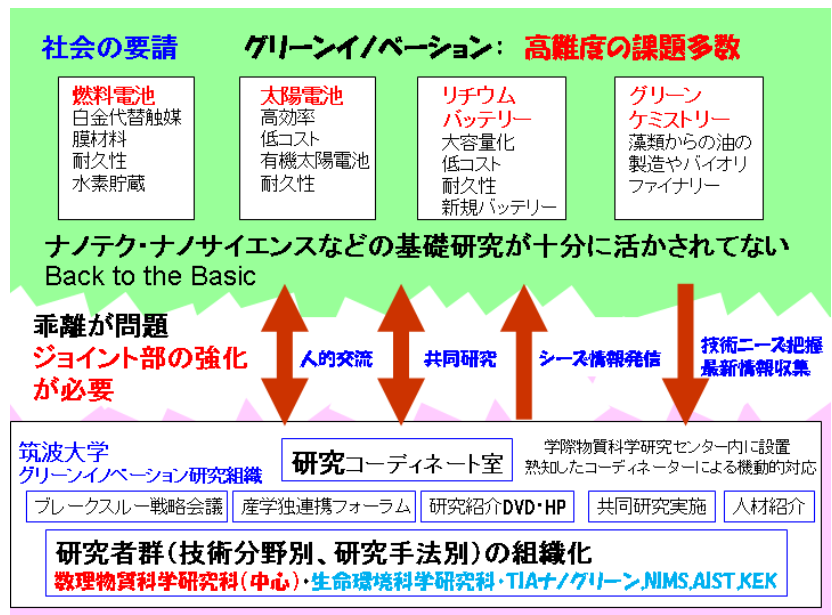 社会の要請 グリーンイノベーション: 高難度の課題多数
燃料電池
白金代替触媒
膜材料
耐久性
水素貯蔵
太陽電池
高効率
低コスト
有機太陽電池
耐久性
リチウム
バッテリー
大容量化
低コスト
耐久性
新規バッテリー
グリーン
ケミストリー
藻類からの油の
製造やバイオリ
ファイナリー
ナノテク・ナノサイエンスなどの基礎研究が十分に活かされてない
Back to the Basic
乖離が問題
ジョイント部の強化
が必要
人的交流
共同研究
シーズ情報発信
技術ニーズ把握
最新情報収集
筑波大学
グリーンイノベーション研究組織
研究コーディネート室
学際物質科学研究センター内に設置
熟知したコーディネーターによる機動的対応
ブレークスルー戦略会議
産学独連携フォーラム
研究紹介DVD・HP
共同研究実施
人材紹介
研究者群(技術分野別、研究手法別)の組織化
数理物質科学研究科(中心)・生命環境科学研究科・TIAナノグリーン,NIMS,AIST,KEK